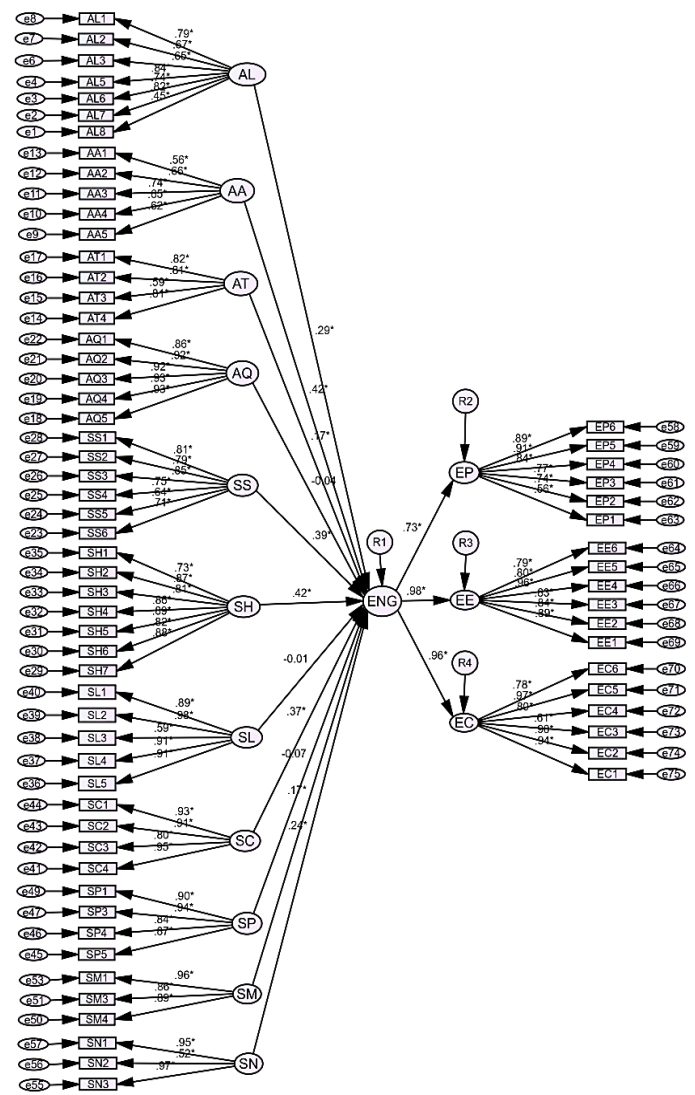 e8 AL1
e7 AL2
e6 AL3
e4 AL5
e3 AL6
e2 AL7
e1 AL8
.79*
.67*
.65*
.84
.74*
.82*
.45*
AL
e13 AA1
e12 AA2
e11 AA3
e10 AA4
e9 AA5
.56*
.66*
.74*
.65*
.62*
AA
e17 AT1
e16 AT2
e15 AT3
e14 AT4
.82*
.81*
.59*
.81*
AT
e22 AQ1
e21 AQ2
e20 AQ3
e19 AQ4
e18 AQ5
.86*
.92*
.92*
.93*
.93*
AQ
e28 SS1
e27 SS2
e26 SS3
e25 SS4
e24 SS5
e23 SS6
.81*
.79*
.85*
.75*
.64*
.71*
SS
e35 SH1
e34 SH2
e33 SH3
e32 SH4
e31 SH5
e30 SH6
e29 SH7
.73*
.87*
.81*
.89*
.82*
SH
e40 SL1
e39 SL2
e38 SL3
e37 SL4
e36 SL5
.89*
.98*
.59*
.91*
.91*
SL
e44 SC1
e43 SC2
e42 SC3
e41 SC4
.93*
.91*
.80*
.95*
SC
e49 SP1
e47 SP3
e46 SP4
e45 SP5
.90*
.94*
.84*
.87*
SP
e53 SM1
e51 SM3
e50 SM4
.96*
.86*
.89*
SM
e57 SN1
e56 SN2
e55 SN3
.95*
.52*
.97*
SN
.29*
.42*
.17*
-0.04
.39*
.42*
-0.01
.37*
-0.07
.17*
.24*
R1
ENG
.73*
.98*
.96*
R2
EP
.89*
.91*
.84*
.77*
.74*
.56*
EP6 e58
EP5 e59
EP4 e60
EP3 e61
EP2 e62
EP1 e63
R3
EE
.79*
.80*
.96*
.84*
.89*
EE6 e64
EE5 e65
EE4 e66
EE3 e67
EE2 e68
EE1 e69
R4
EC
.78*
.97*
.80*
.61*
.94*
EC6 e70
EC5 e71
EC4 e72
EC3 e73
EC2 e74
EC1 e75